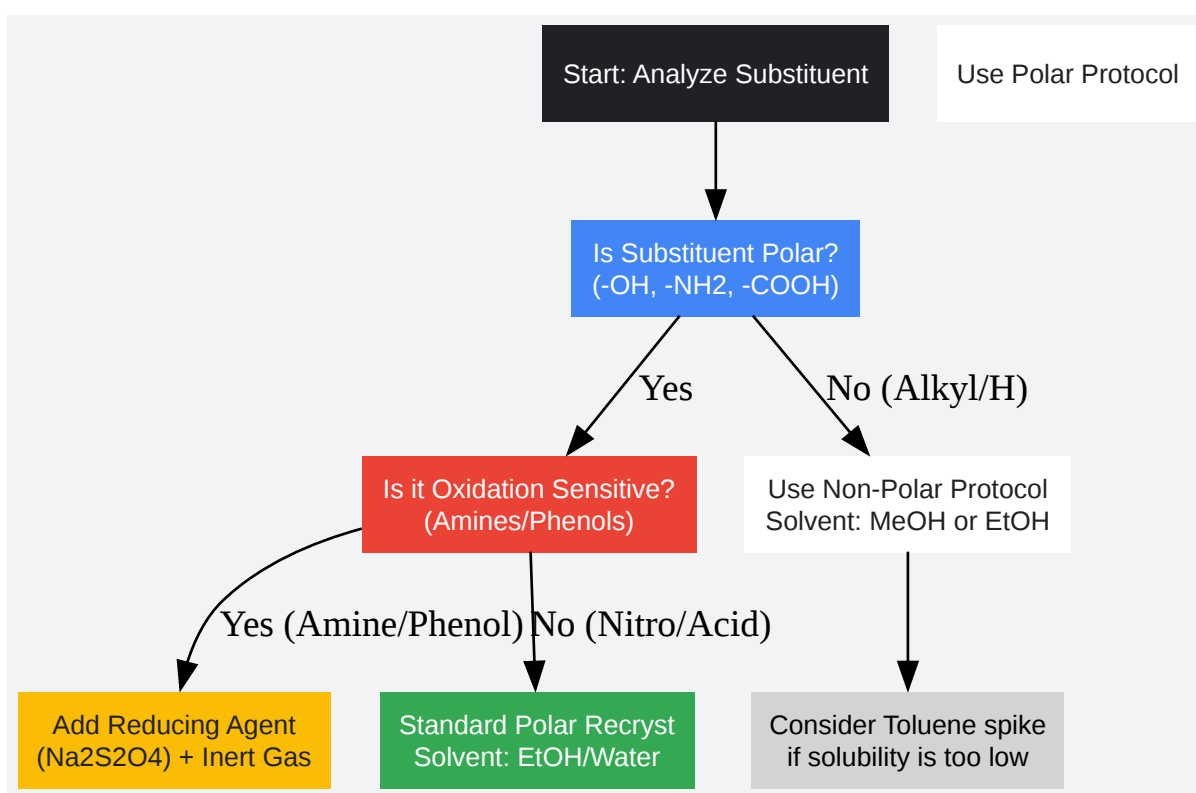 Start: Analyze Substituent
Use Polar Protocol
Is Substituent Polar?
(-OH, -NH2, -COOH)
Yes
No (Alkyl/H)
Is it Oxidation Sensitive?
(Amines/Phenols)
Use Non-Polar Protocol
Solvent: MeOH or EtOH
Yes (Amine/Phenol)
No (Nitro/Acid)
Add Reducing Agent
(Na2S2O4) + Inert Gas
Standard Polar Recryst
Solvent: EtOH/Water
Consider Toluene spike
if solubility is too low